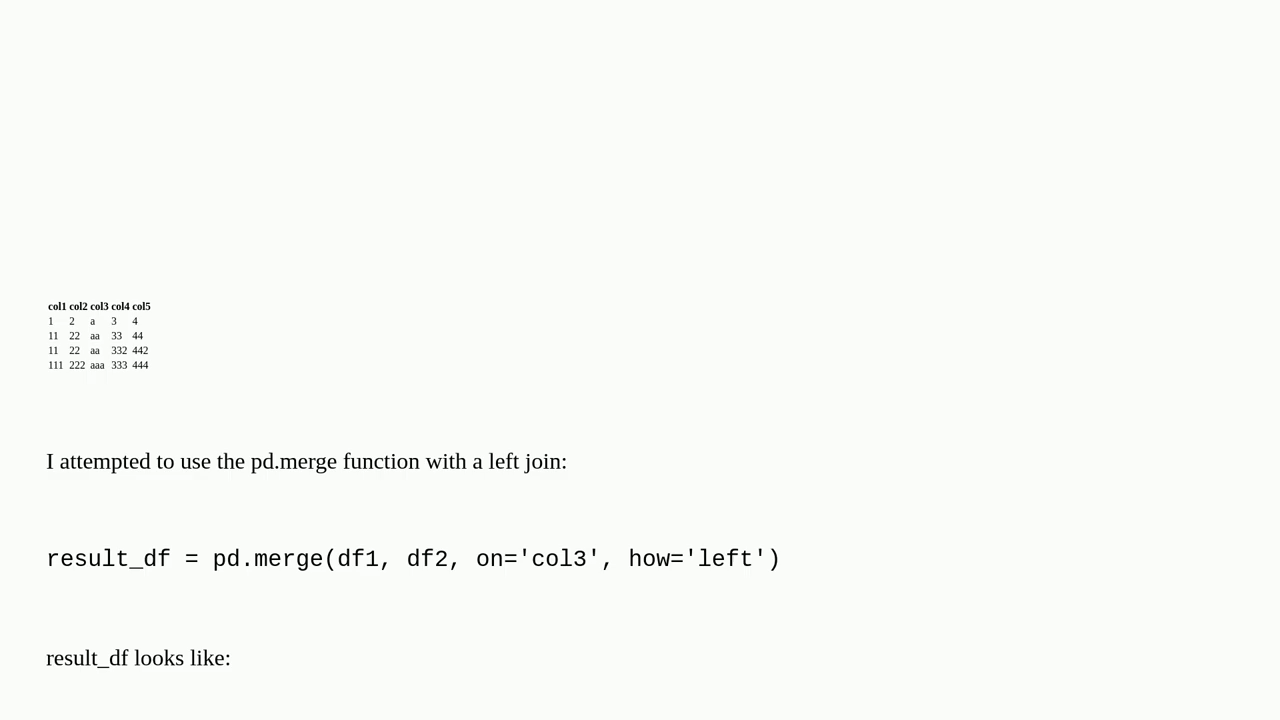 col1 col2 col3 col4 col5
1 2 a 3 4
11 22 aa 33 44
11 22 aa 332 442
111 222 aaa 333 444
I attempted to use the pd.merge function with a left join:
result_df = pd.merge(df1, df2, on='col3', how='left')
result_df looks like: